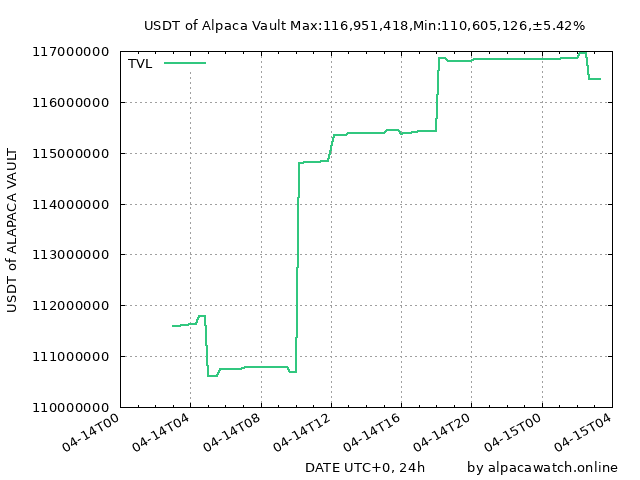 USDT of Alpaca Vault Max:116,951,418,Min:110,605,126,±5.42%
117000000
TVL
116000000
115000000
114000000
113000000
112000000
111000000
110000000
USDT of ALAPACA VAULT
04-14T00
04-14T04
04-14T08
04-14T12
04-14T16
04-14T20
04-15T00
04-15T04
DATE UTC+0, 24h
by alpacawatch.online